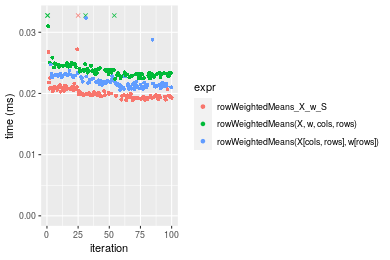 time (ms)
0.03
0.02
0.01
0.00
0
25
50
75
100
iteration
expr
rowWeightedMeans_X_w_S
rowWeightedMeans(X, w, cols, rows)
rowWeightedMeans(X[cols, rows], w[rows])